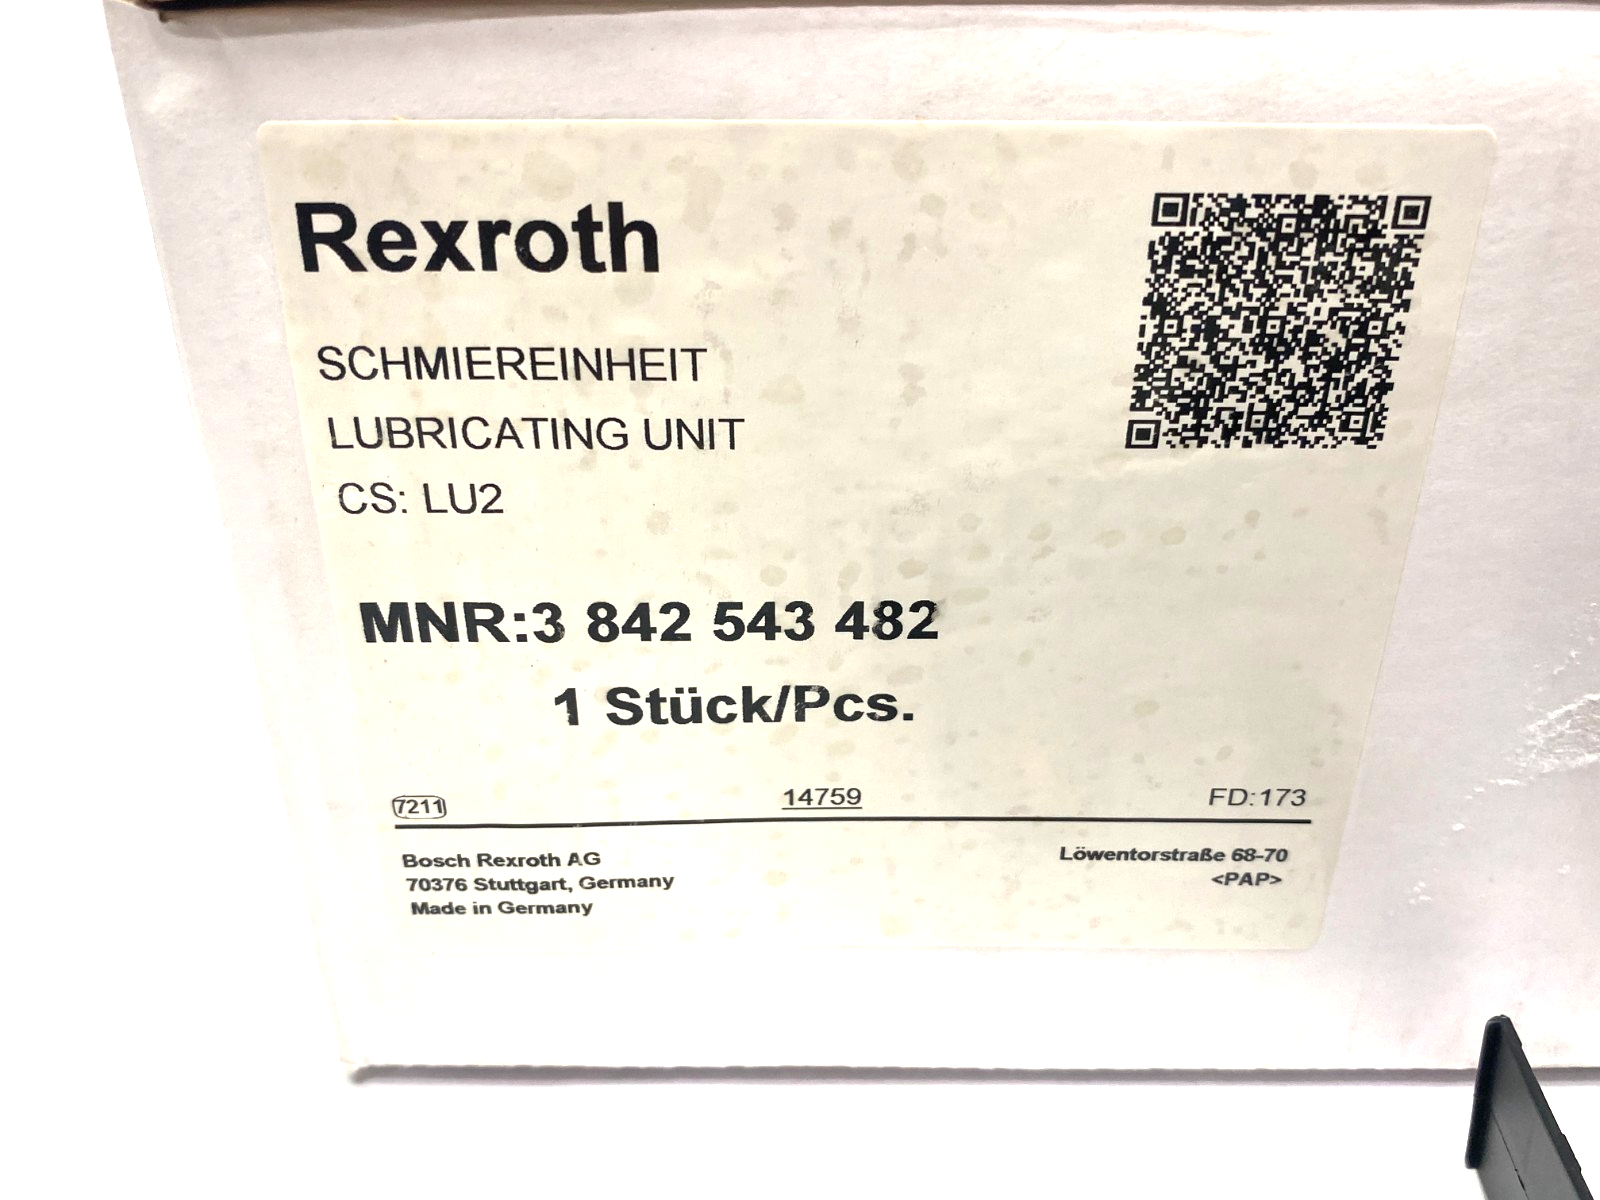 Rexroth
SCHMIEREINHEIT
LUBRICATING UNIT
CS: LU2
MNR:3 842 543 482
1 Stück/Pcs.
7211 14759 FD:173
Bosch Rexroth AG Löwentorstraße 68-70
70376 Stuttgart, Germany <PAP>
Made in Germany